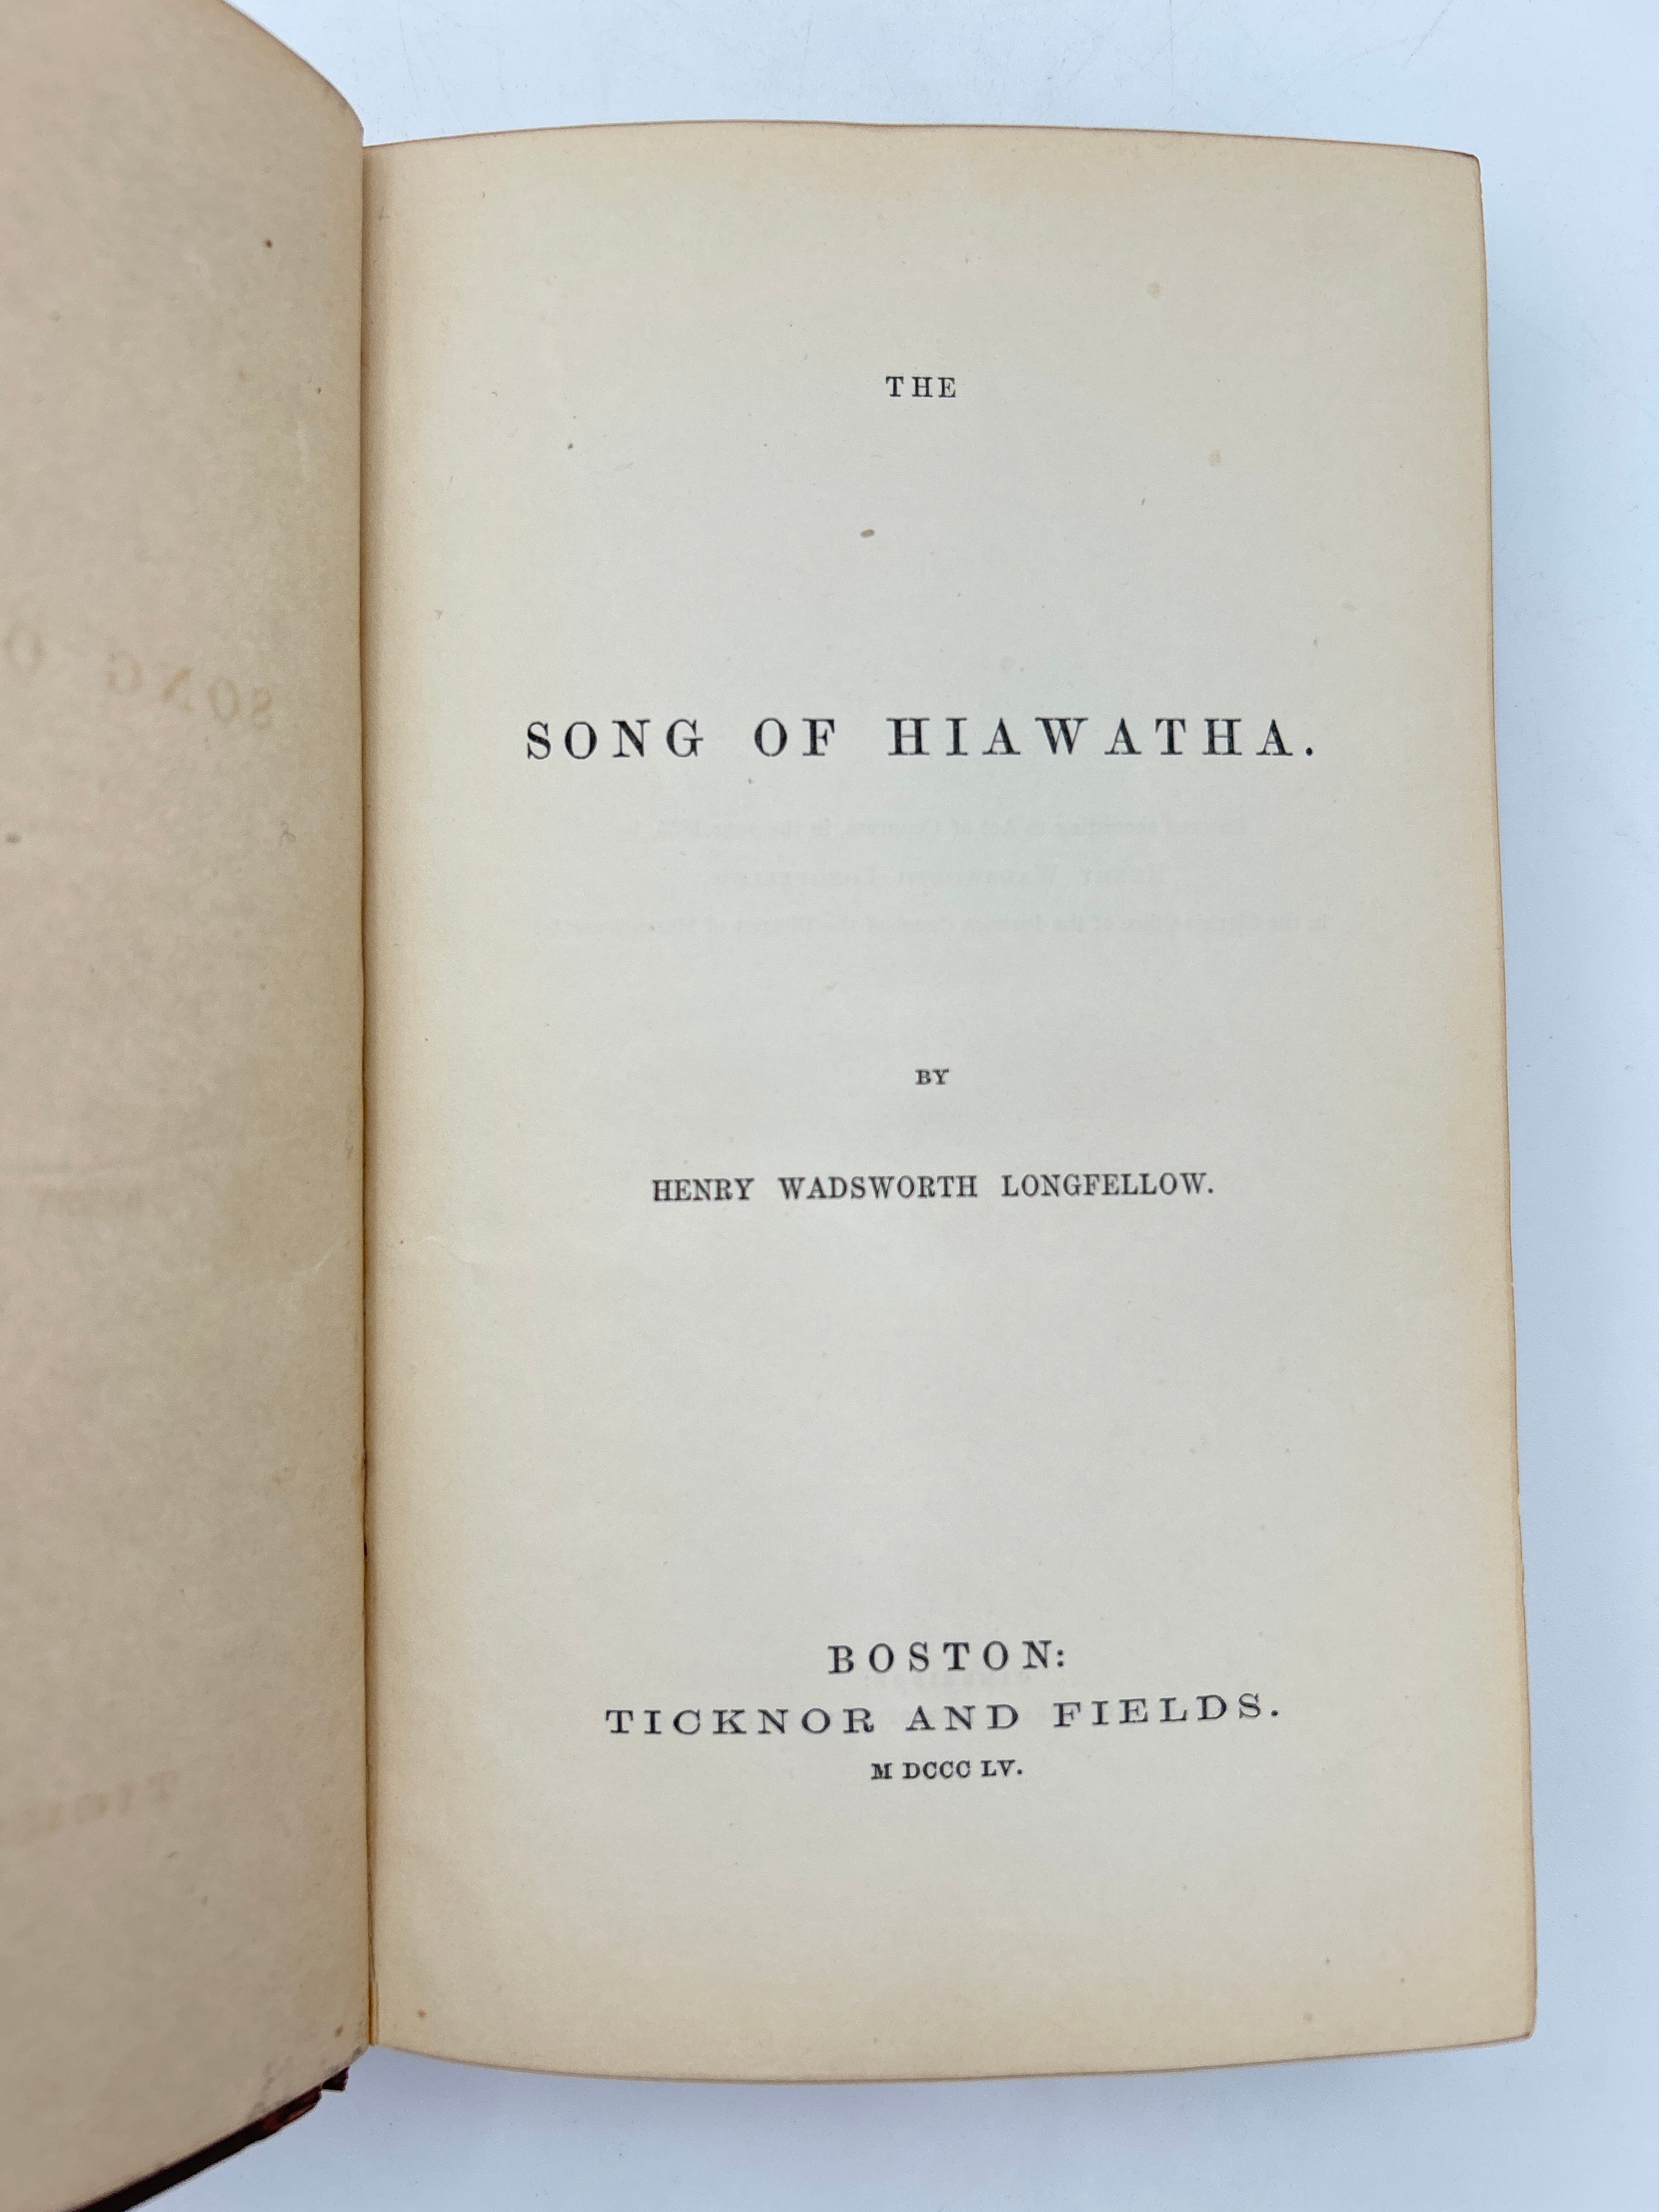 THE
SONG OF HIAWATHA.
BY
HENRY WADSWORTH LONGFELLOW.
BOSTON:
TICKNOR AND FIELDS.
M DCCC LV.